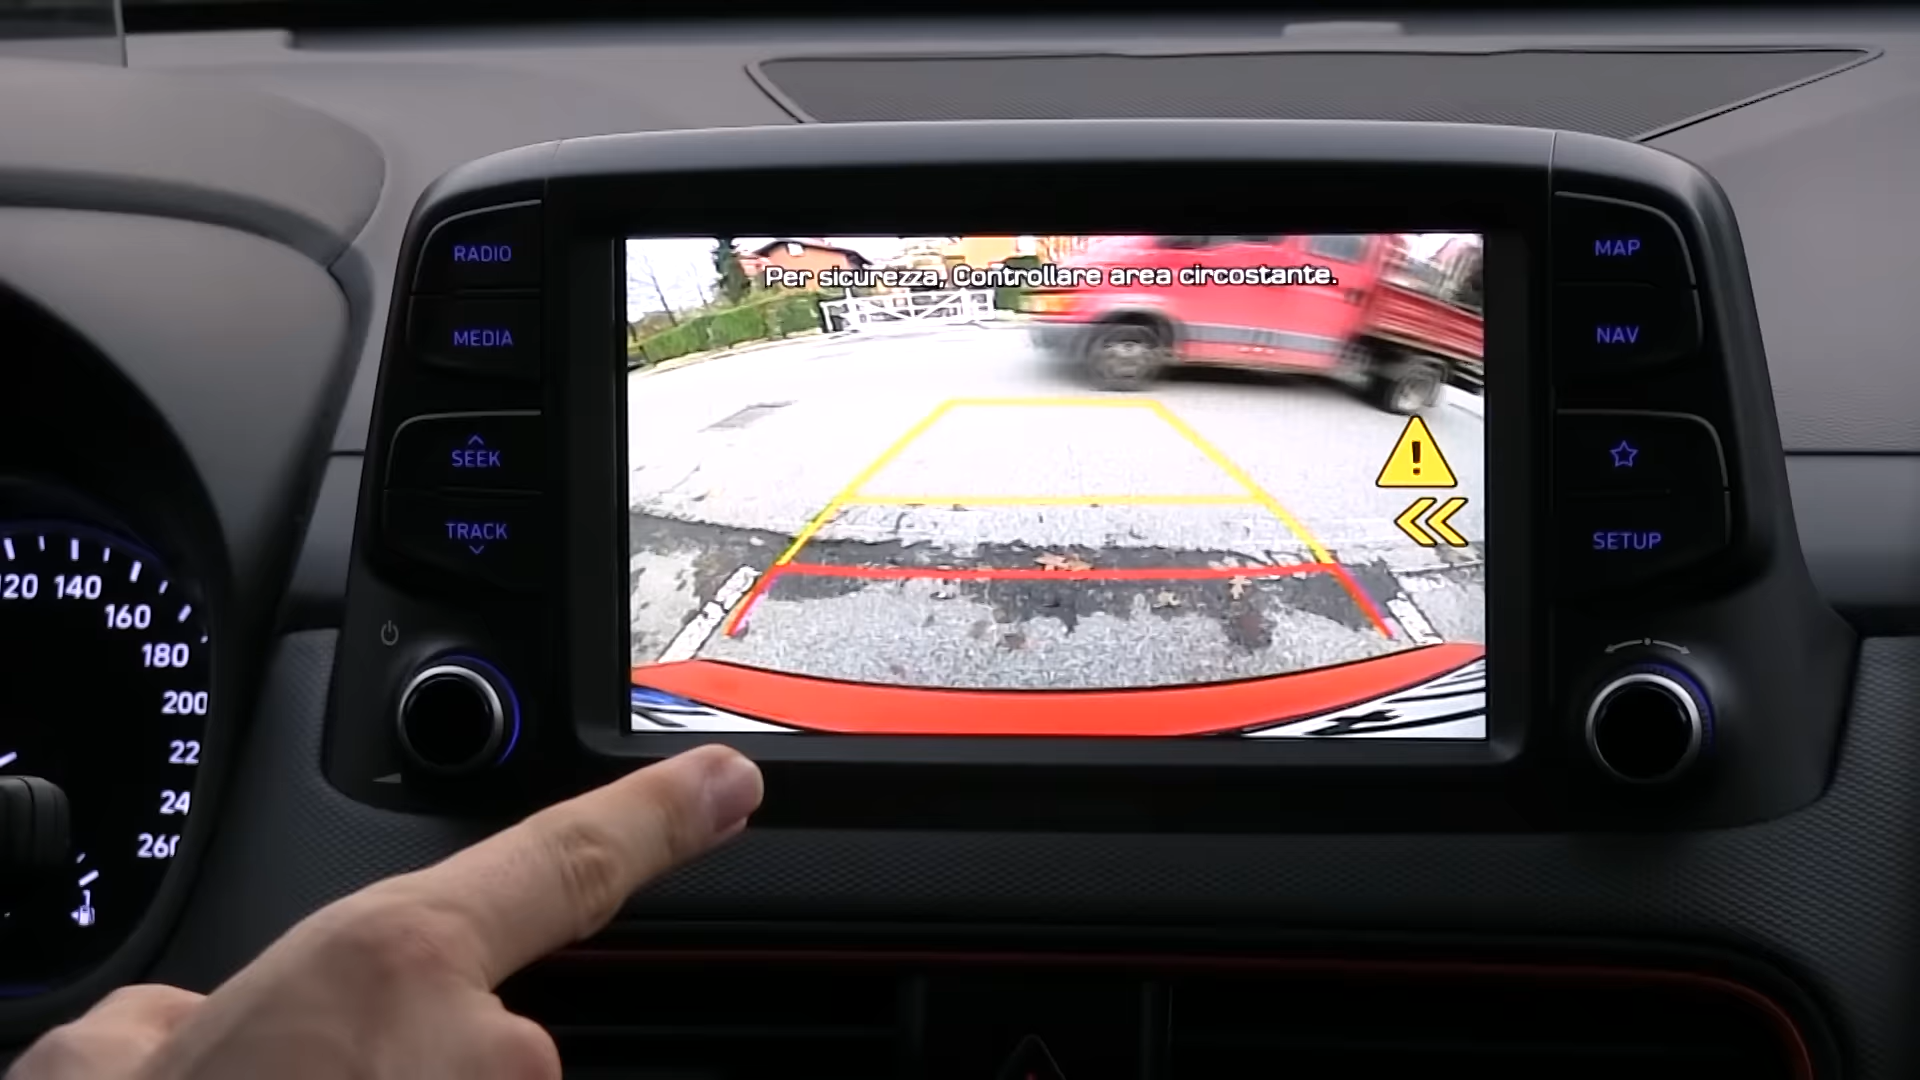 Per sicurezza, Controllare area circostante.
RADIO
MEDIA
SEEK
TRACK
MAP
NAV
SETUP
120
140
160
180
200
22
24
260